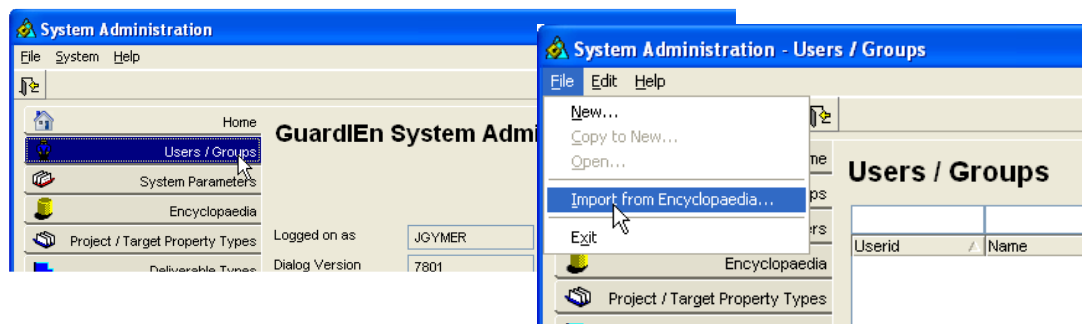 System Administration
File System Help
Home
Users / Groups
System Parameters
Encyclopaedia
Project / Target Property Types
GuardIEn System Admi
Logged on as JGYMER
Dialog Version 7801
System Administration - Users / Groups
File Edit Help
New...
Copy to New...
Open...
Import from Encyclopaedia...
Exit
Users / Groups
Userid Name
Encyclopaedia
Project / Target Property Types